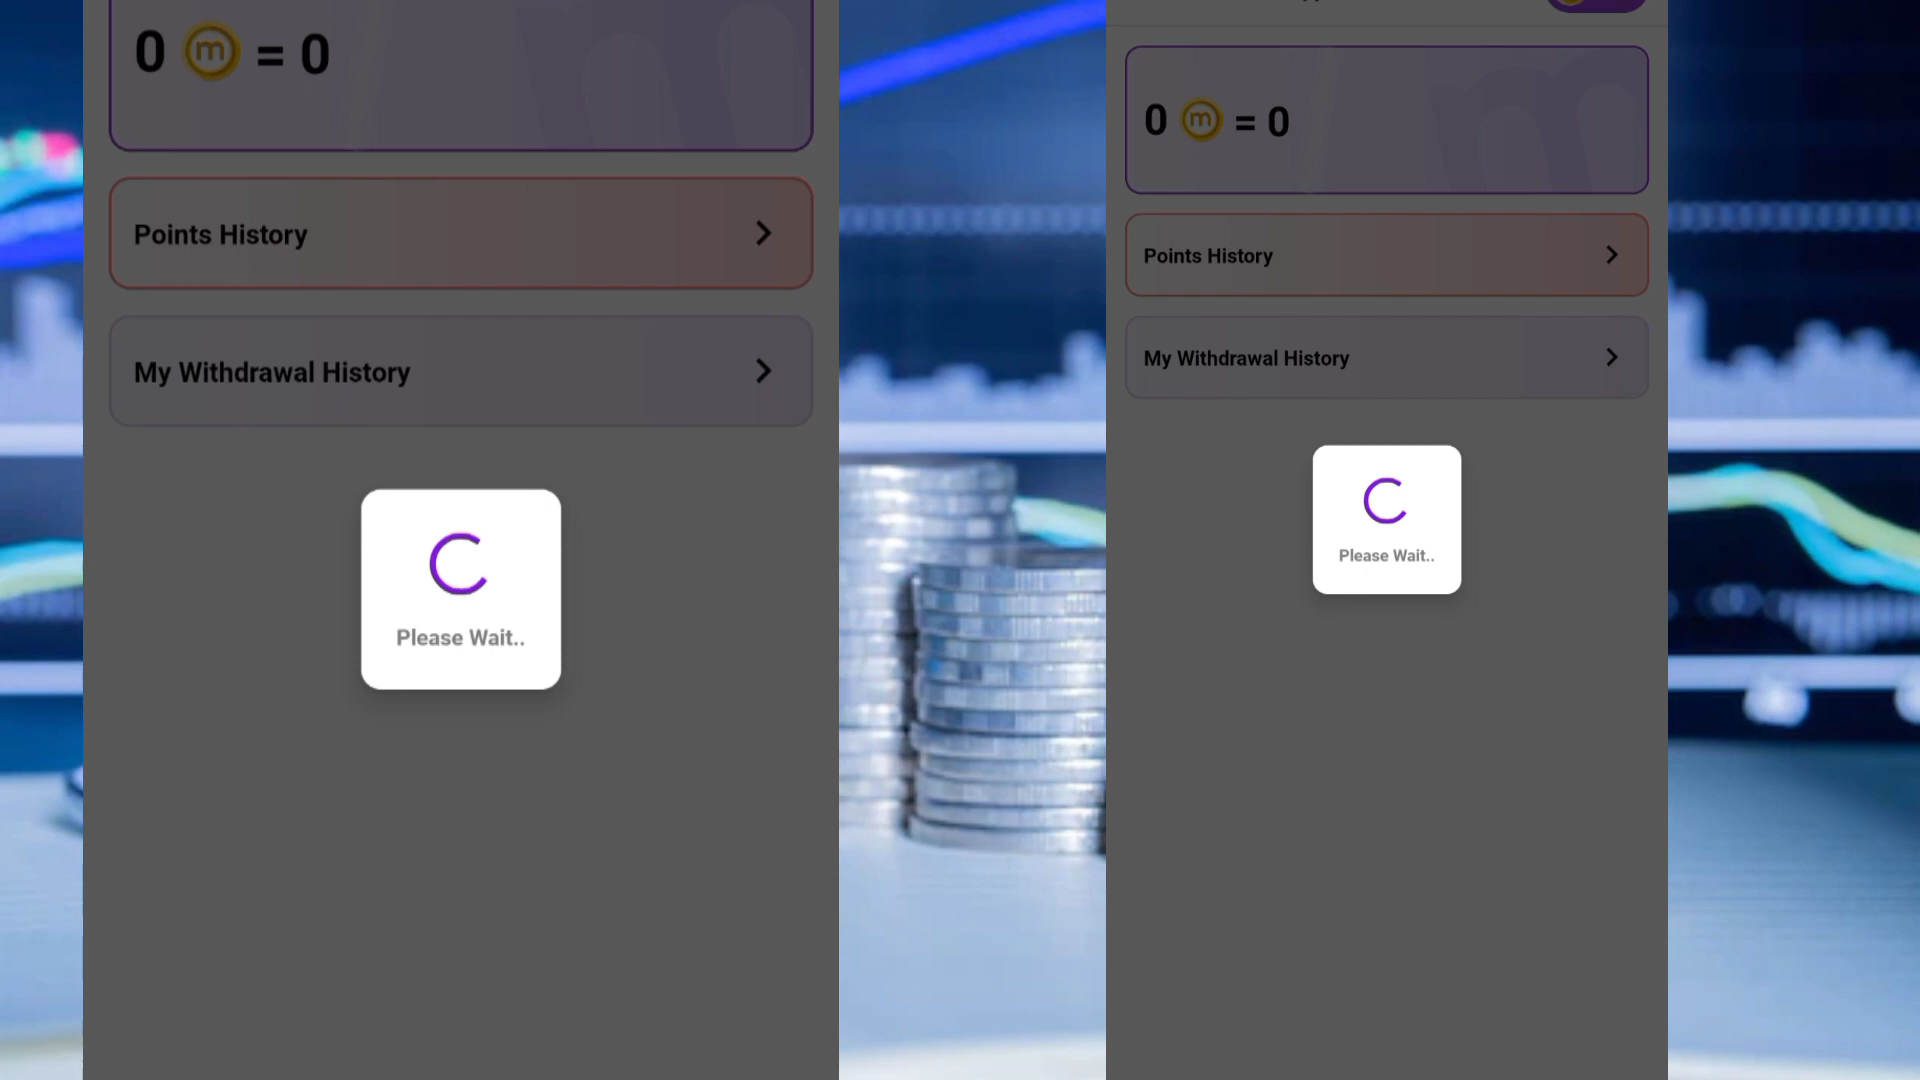 0 m = 0
Points History
My Withdrawal History
Please Wait..
0 m = 0
Points History
My Withdrawal History
Please Wait..